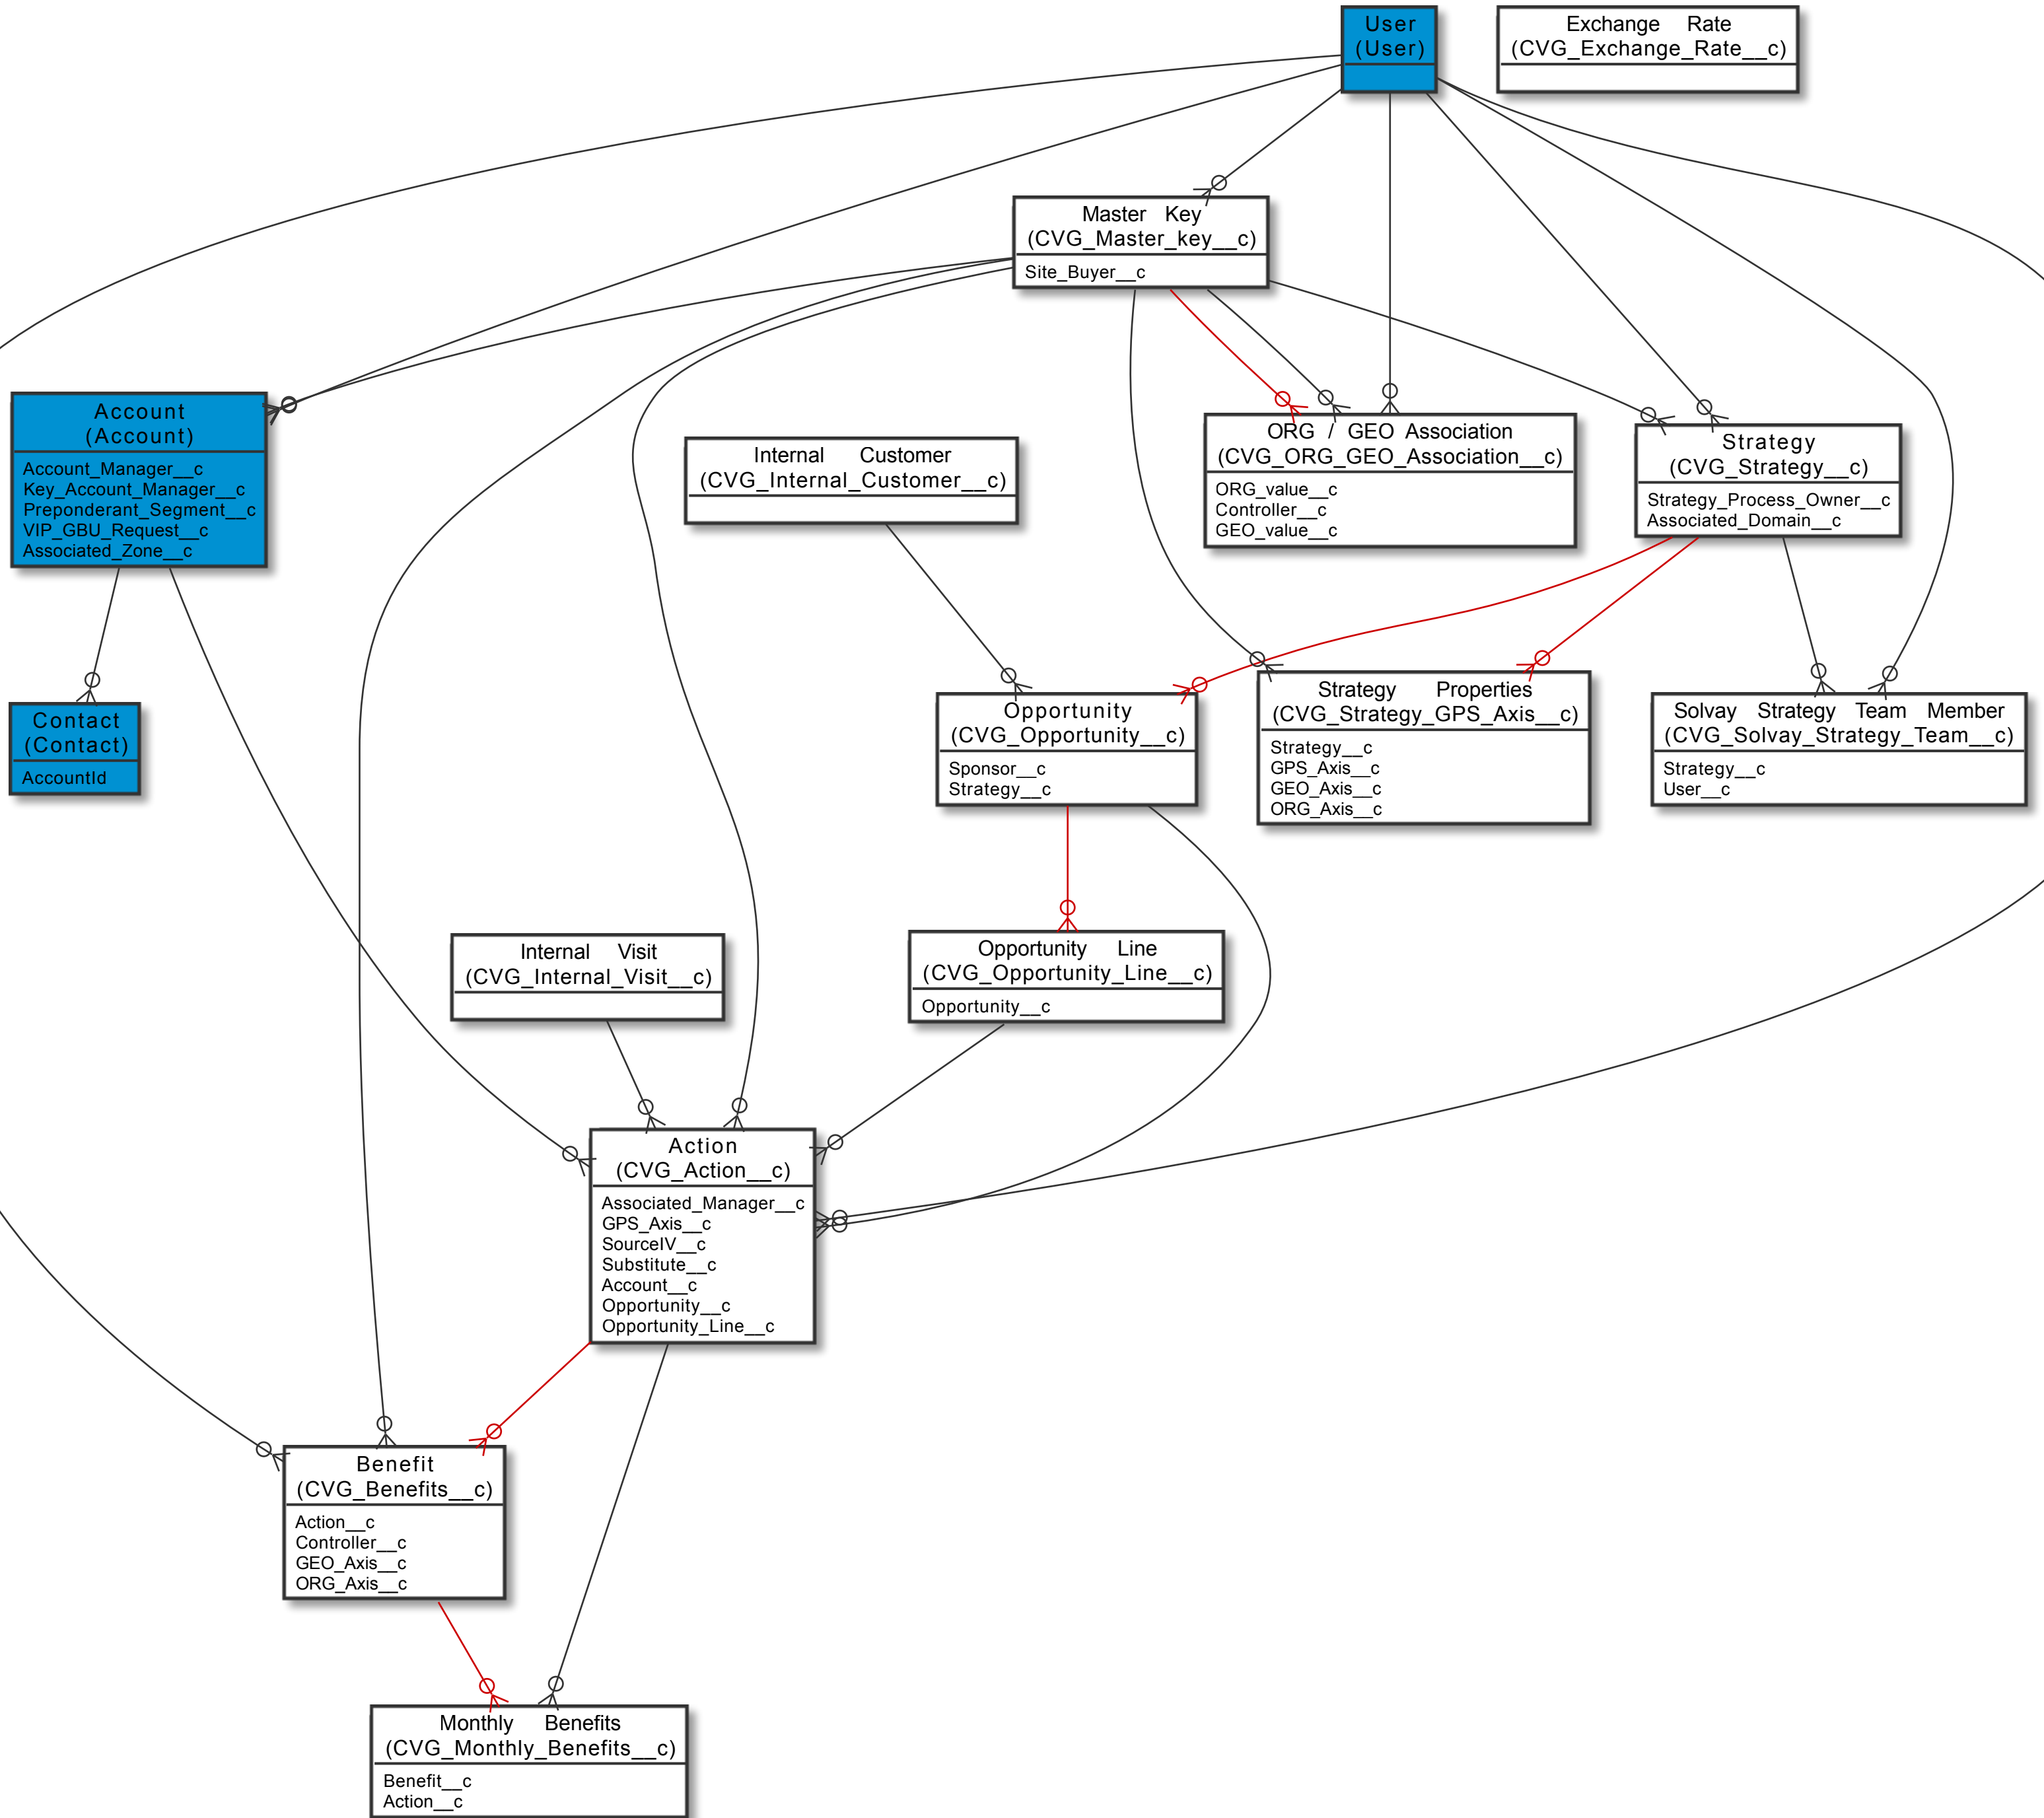 User
(User)
Exchange Rate
(CVG_Exchange_Rate__c)
Master Key
(CVG_Master_key__c)
Site_Buyer__c
Account
(Account)
Account_Manager__c
Key_Account_Manager__c
Preponderant_Segment__c
VIP_GBU_Request__c
Associated_Zone__c
Internal Customer
(CVG_Internal_Customer__c)
ORG / GEO Association
(CVG_ORG_GEO_Association__c)
ORG_value__c
Controller__c
GEO_value__c
Strategy
(CVG_Strategy__c)
Strategy_Process_Owner__c
Associated_Domain__c
Contact
(Contact)
AccountId
Opportunity
(CVG_Opportunity__c)
Sponsor__c
Strategy__c
Strategy Properties
(CVG_Strategy_GPS_Axis__c)
Strategy__c
GPS_Axis__c
GEO_Axis__c
ORG_Axis__c
Solvay Strategy Team Member
(CVG_Solvay_Strategy_Team__c)
Strategy__c
User__c
Internal Visit
(CVG_Internal_Visit__c)
Opportunity Line
(CVG_Opportunity_Line__c)
Opportunity__c
Action
(CVG_Action__c)
Associated_Manager__c
GPS_Axis__c
SourceIV__c
Substitute__c
Account__c
Opportunity__c
Opportunity_Line__c
Benefit
(CVG_Benefits__c)
Action__c
Controller__c
GEO_Axis__c
ORG_Axis__c
Monthly Benefits
(CVG_Monthly_Benefits__c)
Benefit__c
Action__c